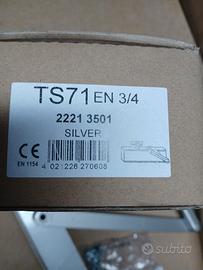 TS71 EN 3/4
2221 3501
SILVER
CE
EN 1154
4 021226 270608
subito